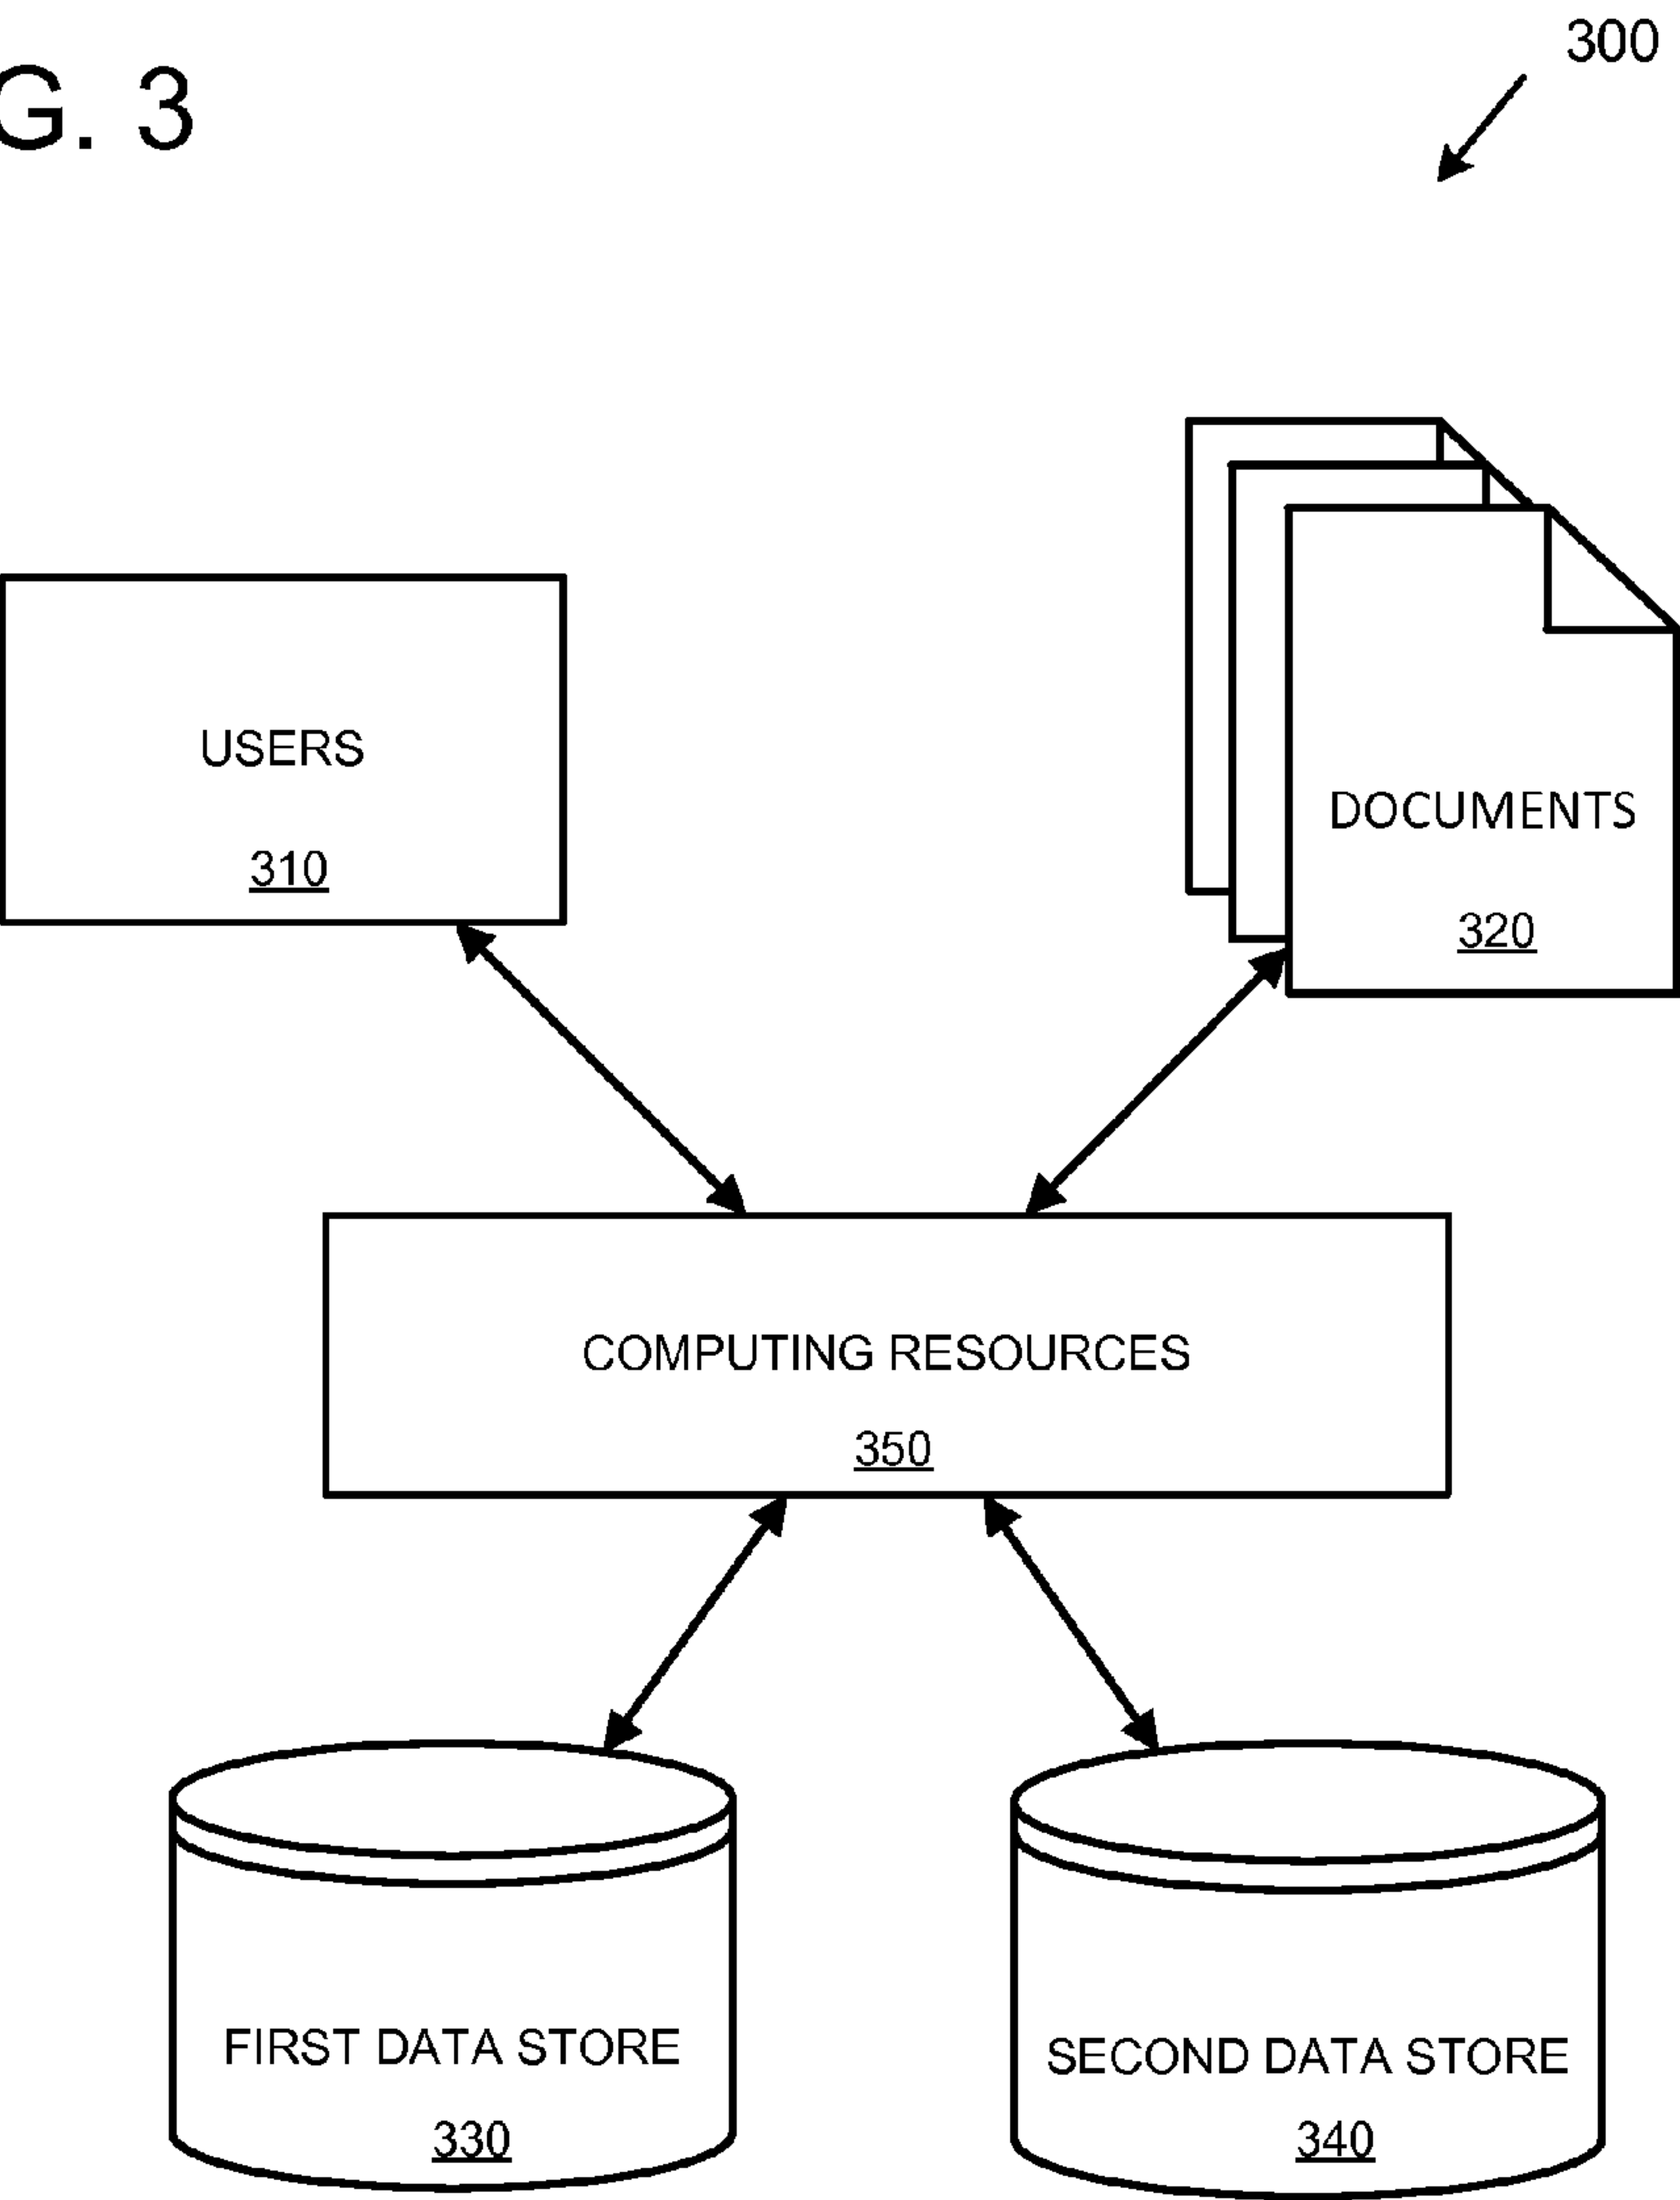 G. 3
300
USERS
310
DOCUMENTS
320
COMPUTING RESOURCES
350
FIRST DATA STORE
330
SECOND DATA STORE
340